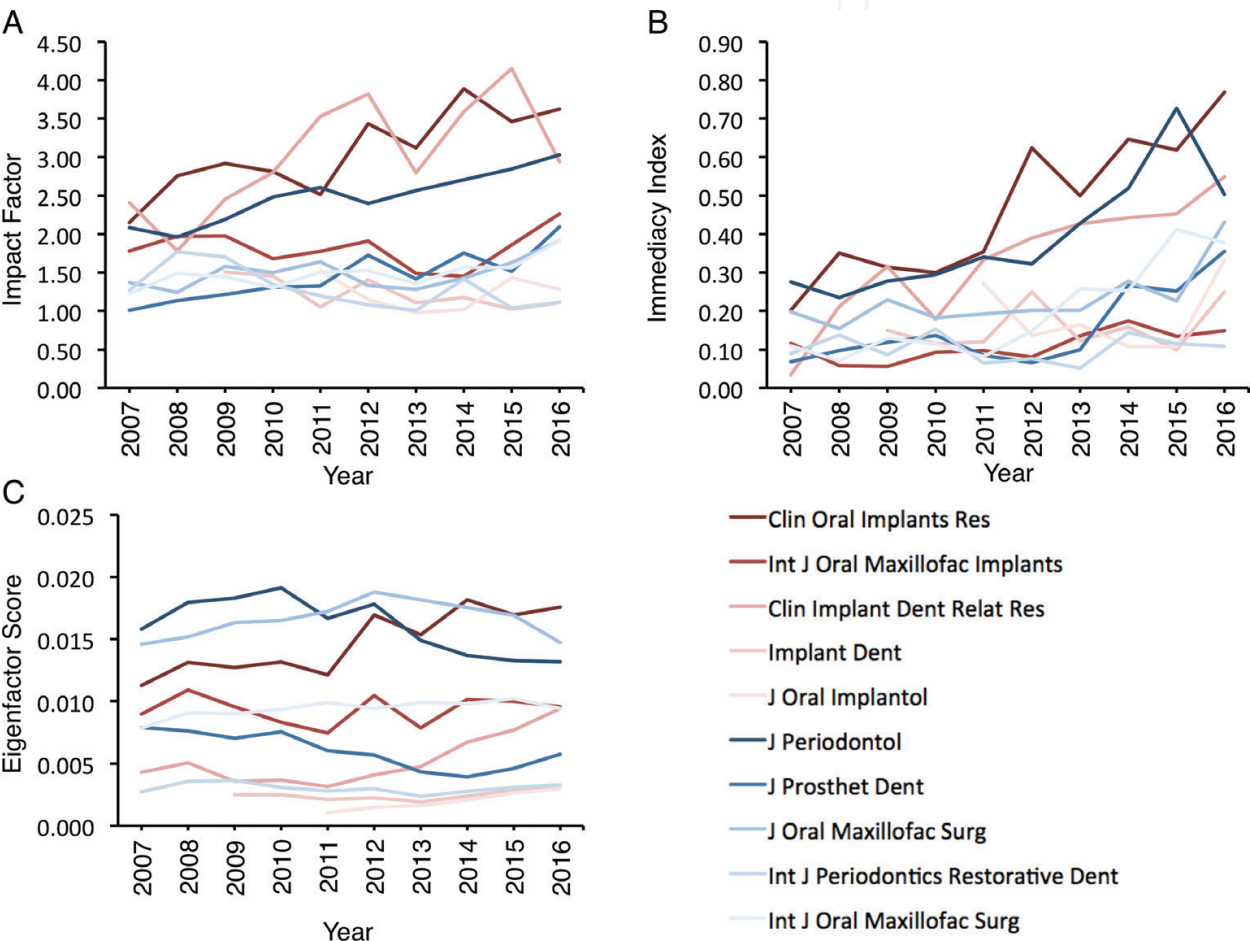 A
4.50
4.00
3.50
3.00
2.50
2.00
1.50
1.00
0.50
0.00
Impact Factor
2007 2008 2009 2010 2011 2012 2013 2014 2015 2016
Year
B
0.90
0.80
0.70
0.60
0.50
0.40
0.30
0.20
0.10
0.00
Immediacy Index
2007 2008 2009 2010 2011 2012 2013 2014 2015 2016
Year
C
0.025
0.020
0.015
0.010
0.005
0.000
Eigenfactor Score
2007 2008 2009 2010 2011 2012 2013 2014 2015 2016
Year
Clin Oral Implants Res
Int J Oral Maxillofac Implants
Clin Implant Dent Relat Res
Implant Dent
J Oral Implantol
J Periodontol
J Prosthet Dent
J Oral Maxillofac Surg
Int J Periodontics Restorative Dent
Int J Oral Maxillofac Surg